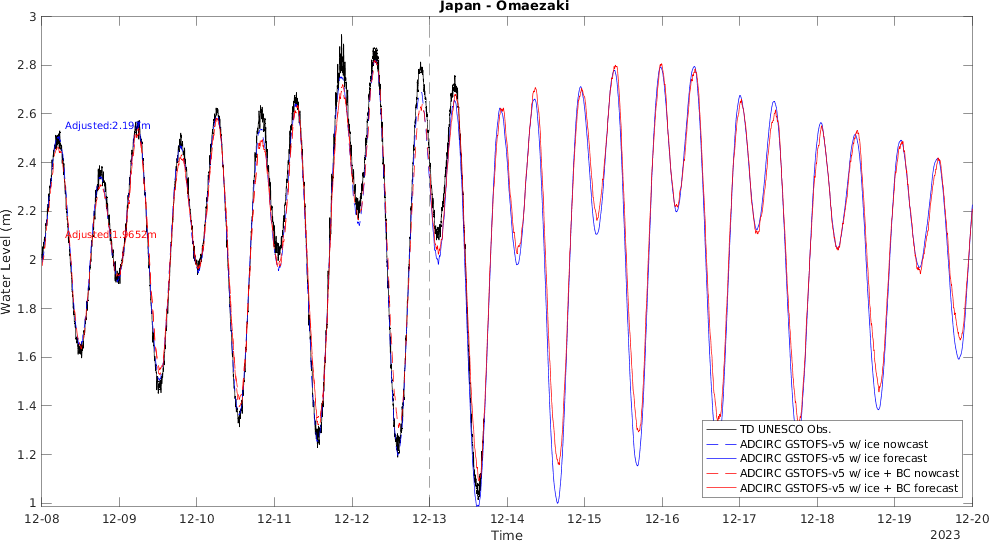 Japan - Omaezaki
3
2.8
2.6
2.4
2.2
2
1.8
1.6
1.4
1.2
1
Water Level (m)
Adjusted:2.19 m
Adjusted 1.9652m
TD UNESCO Obs.
ADCIRC GSTOFS-v5 w/ ice nowcast
ADCIRC GSTOFS-v5 w/ ice forecast
ADCIRC GSTOFS-v5 w/ ice + BC nowcast
ADCIRC GSTOFS-v5 w/ ice + BC forecast
12-08 12-09 12-10 12-11 12-12 12-13 12-14 12-15 12-16 12-17 12-18 12-19 12-20
Time
2023